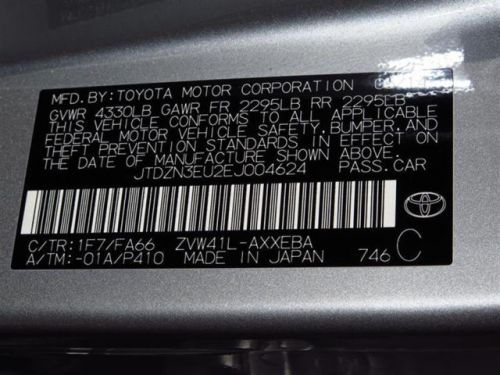 MFD. BY: TOYOTA MOTOR CORPORATION
GVWR 4330LB GAWR FR 2295LB RR 2295LB
THIS VEHICLE CONFORMS TO ALL APPLICABLE
FEDERAL MOTOR VEHICLE SAFETY, BUMPER, AND
THEFT PREVENTION STANDARDS IN EFFECT ON
THE DATE OF MANUFACTURE SHOWN ABOVE.
JTDZN3EU2EJ004624 PASS. CAR
C/TR: 1F7/FA66 ZVW41L-AXXEBA
A/TM: -01A/P410 MADE IN JAPAN 746 C